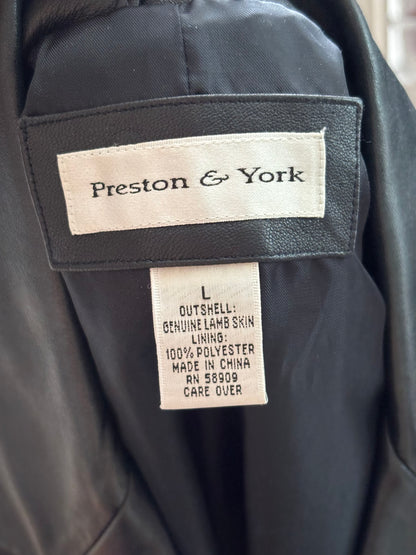 Preston & York
L
OUTSHELL:
GENUINE LAMB SKIN
LINING:
100% POLYESTER
MADE IN CHINA
RN 58909
CARE OVER